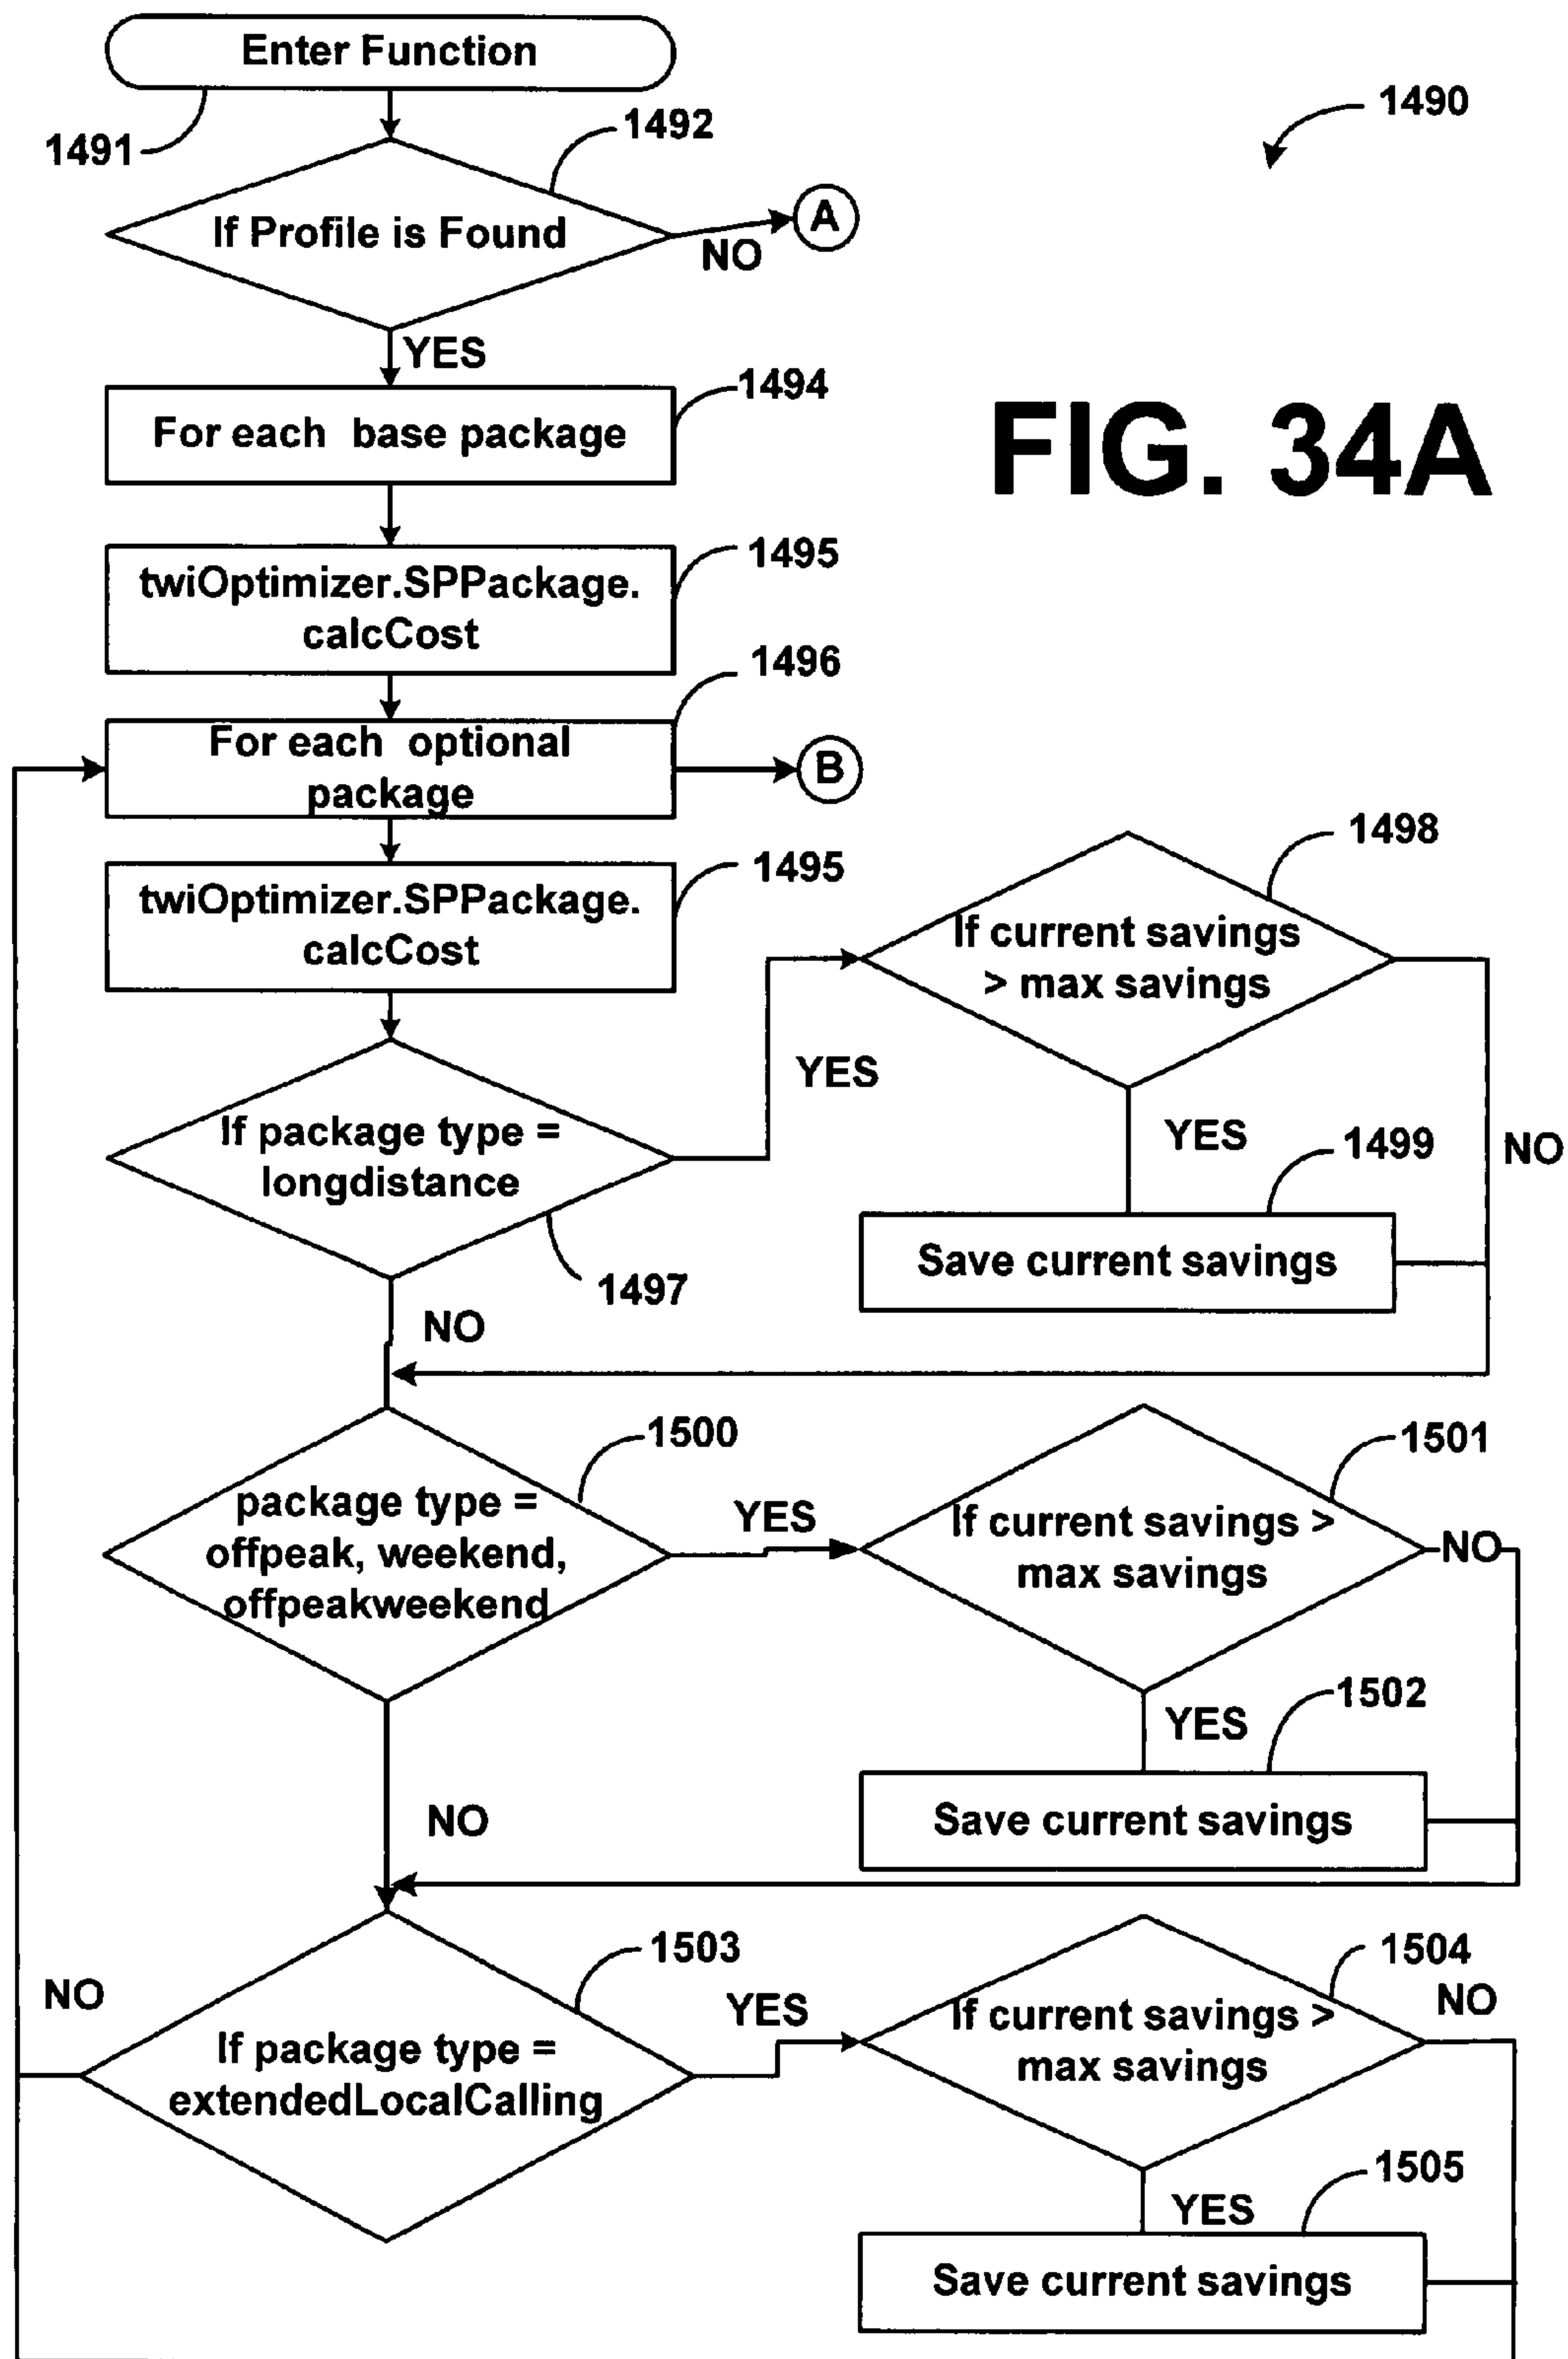 Enter Function
1490
1491
1492
If Profile is Found
A
NO
YES
1494
For each base package
FIG. 34A
1495
twiOptimizer.SPPackage.
calcCost
1496
For each optional
package
B
1498
1495
twiOptimizer.SPPackage.
calcCost
If current savings
> max savings
YES
If package type =
longdistance
YES
1499
NO
Save current savings
1497
NO
1500
1501
package type =
offpeak, weekend,
offpeakweekend
YES
If current savings >
max savings
NO
1502
YES
NO
Save current savings
1503
1504
NO
YES
NO
If current savings >
max savings
If package type =
extendedLocalCalling
1505
YES
Save current savings